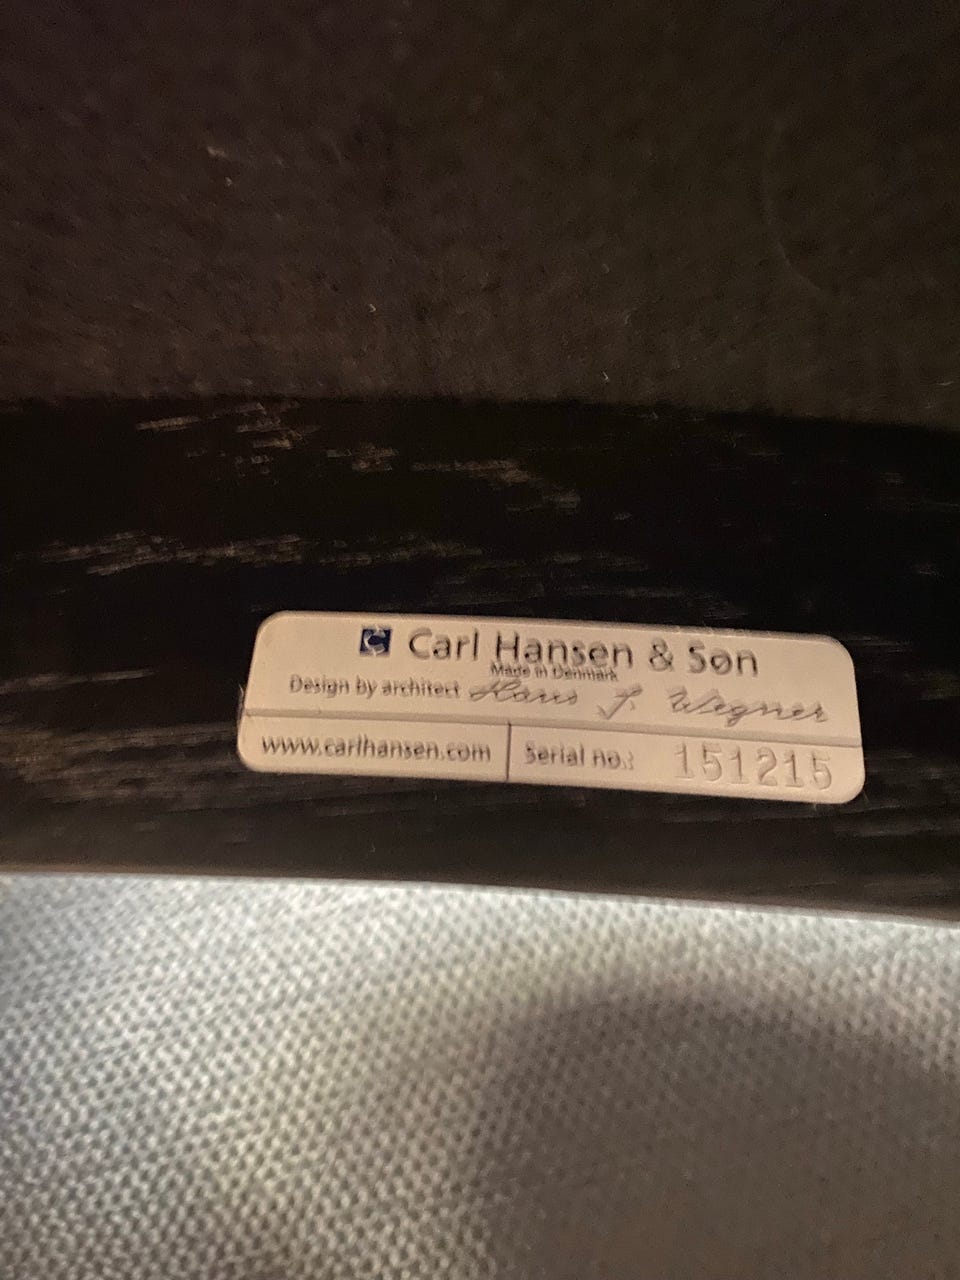 Carl Hansen & Søn
Made in Denmark
Design by architect Hans J. Wegner
www.carlhansen.com Serial no.: 151215